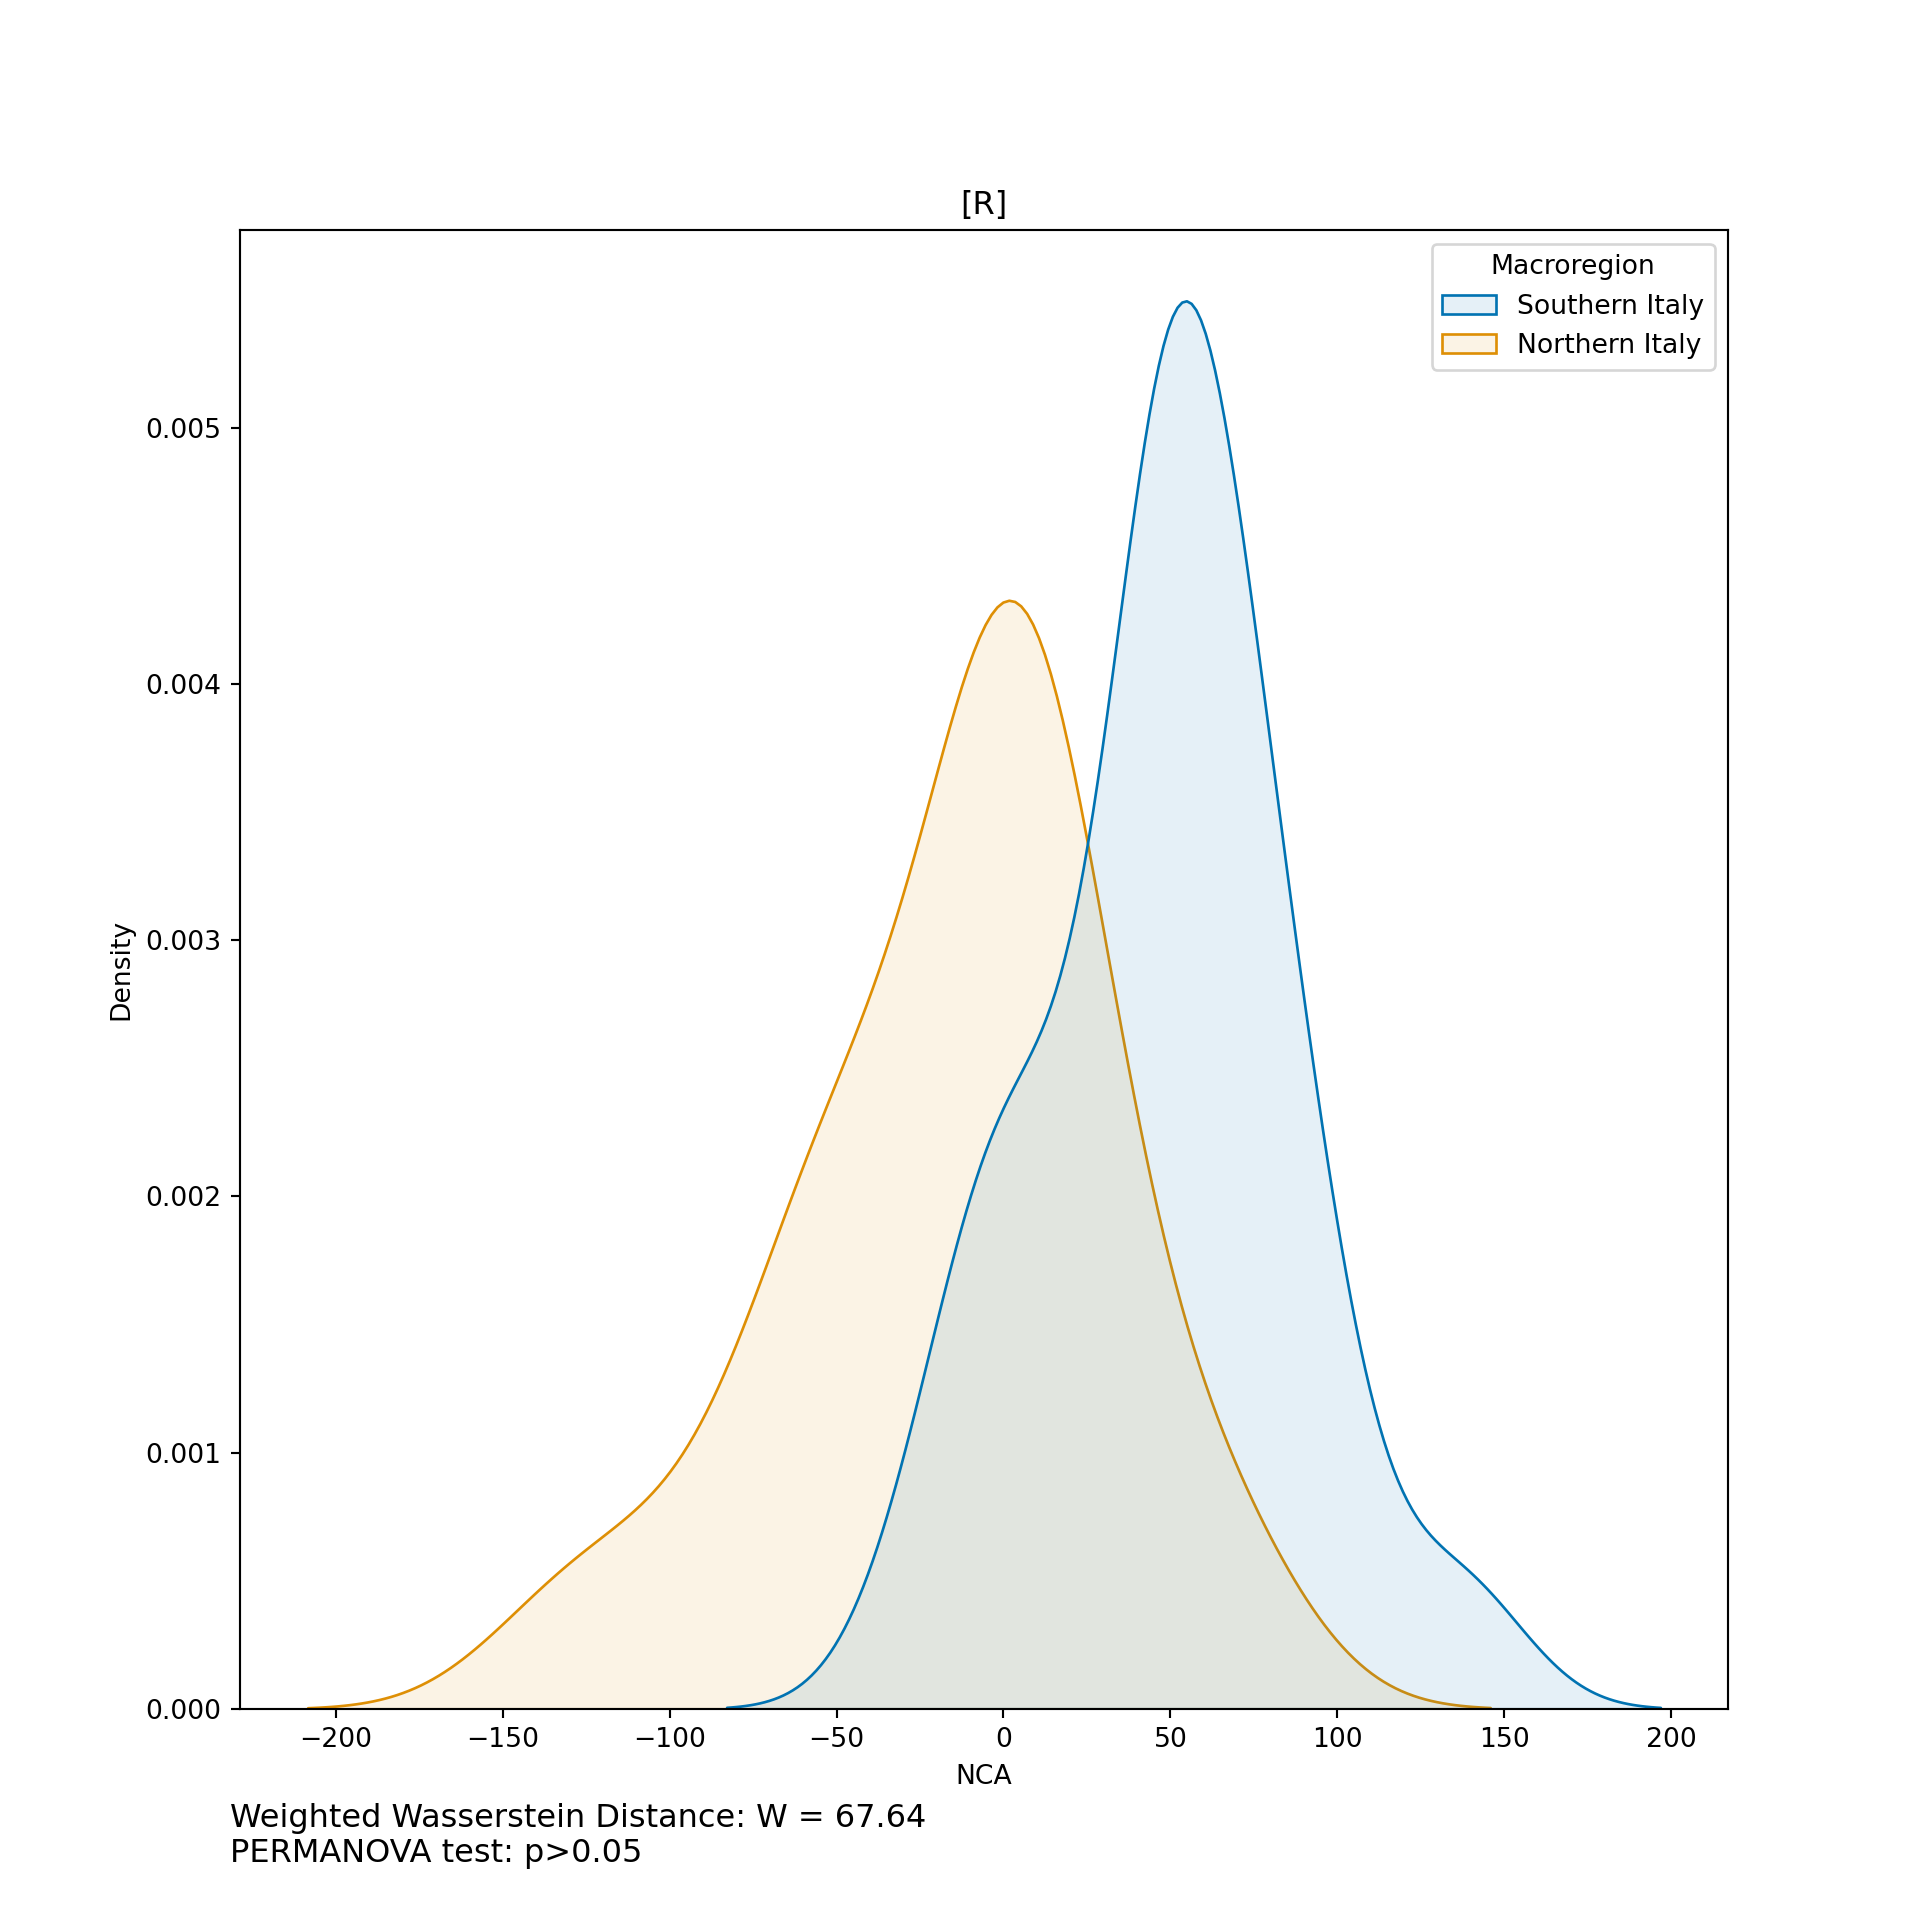 [R]
Macroregion
Southern Italy
Northern Italy
Density
0.005
0.004
0.003
0.002
0.001
0.000
−200
−150
−100
−50
0
50
100
150
200
NCA
Weighted Wasserstein Distance: W = 67.64
PERMANOVA test: p>0.05